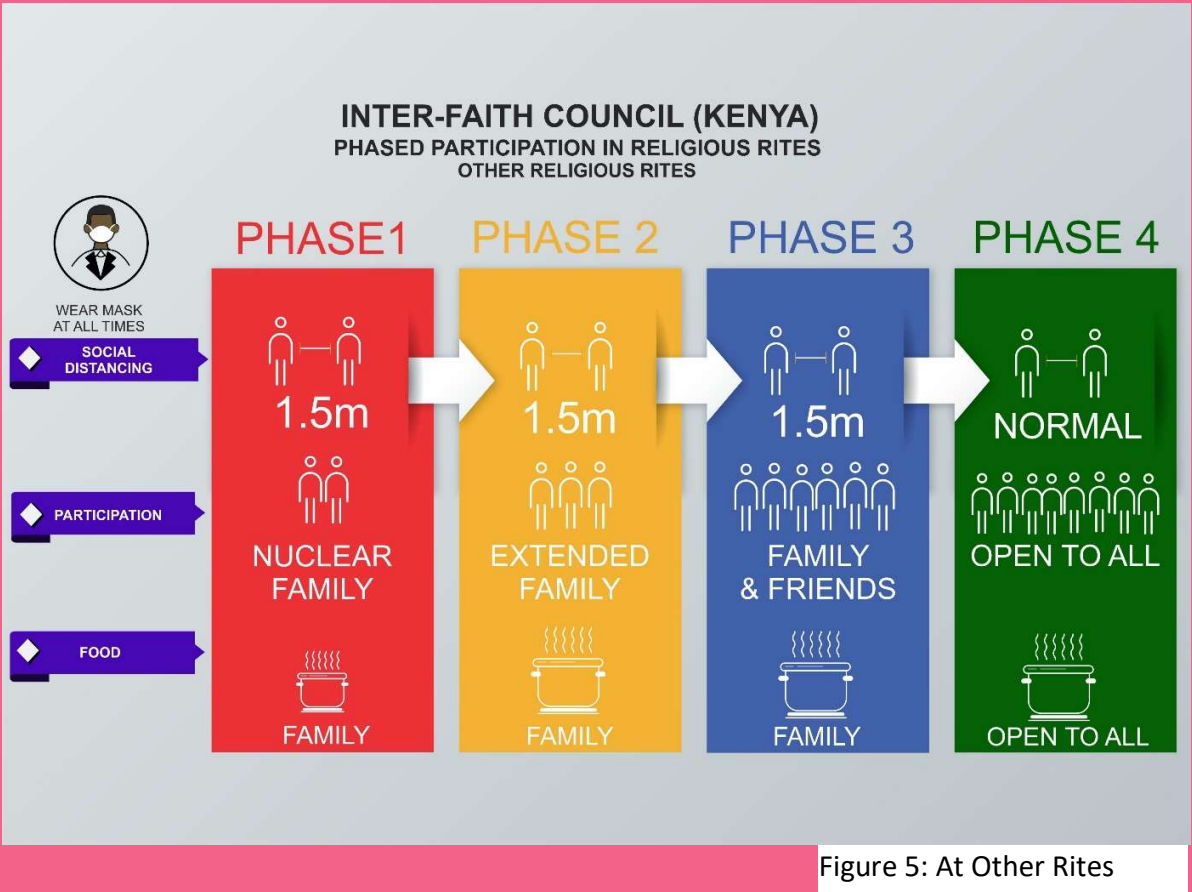 INTER-FAITH COUNCIL (KENYA)
PHASED PARTICIPATION IN RELIGIOUS RITES
OTHER RELIGIOUS RITES
WEAR MASK
AT ALL TIMES
PHASE1
PHASE 2
PHASE 3
PHASE 4
SOCIAL
DISTANCING
1.5m
1.5m
1.5m
NORMAL
PARTICIPATION
NUCLEAR
FAMILY
EXTENDED
FAMILY
FAMILY
& FRIENDS
OPEN TO ALL
FOOD
FAMILY
FAMILY
FAMILY
OPEN TO ALL
Figure 5: At Other Rites